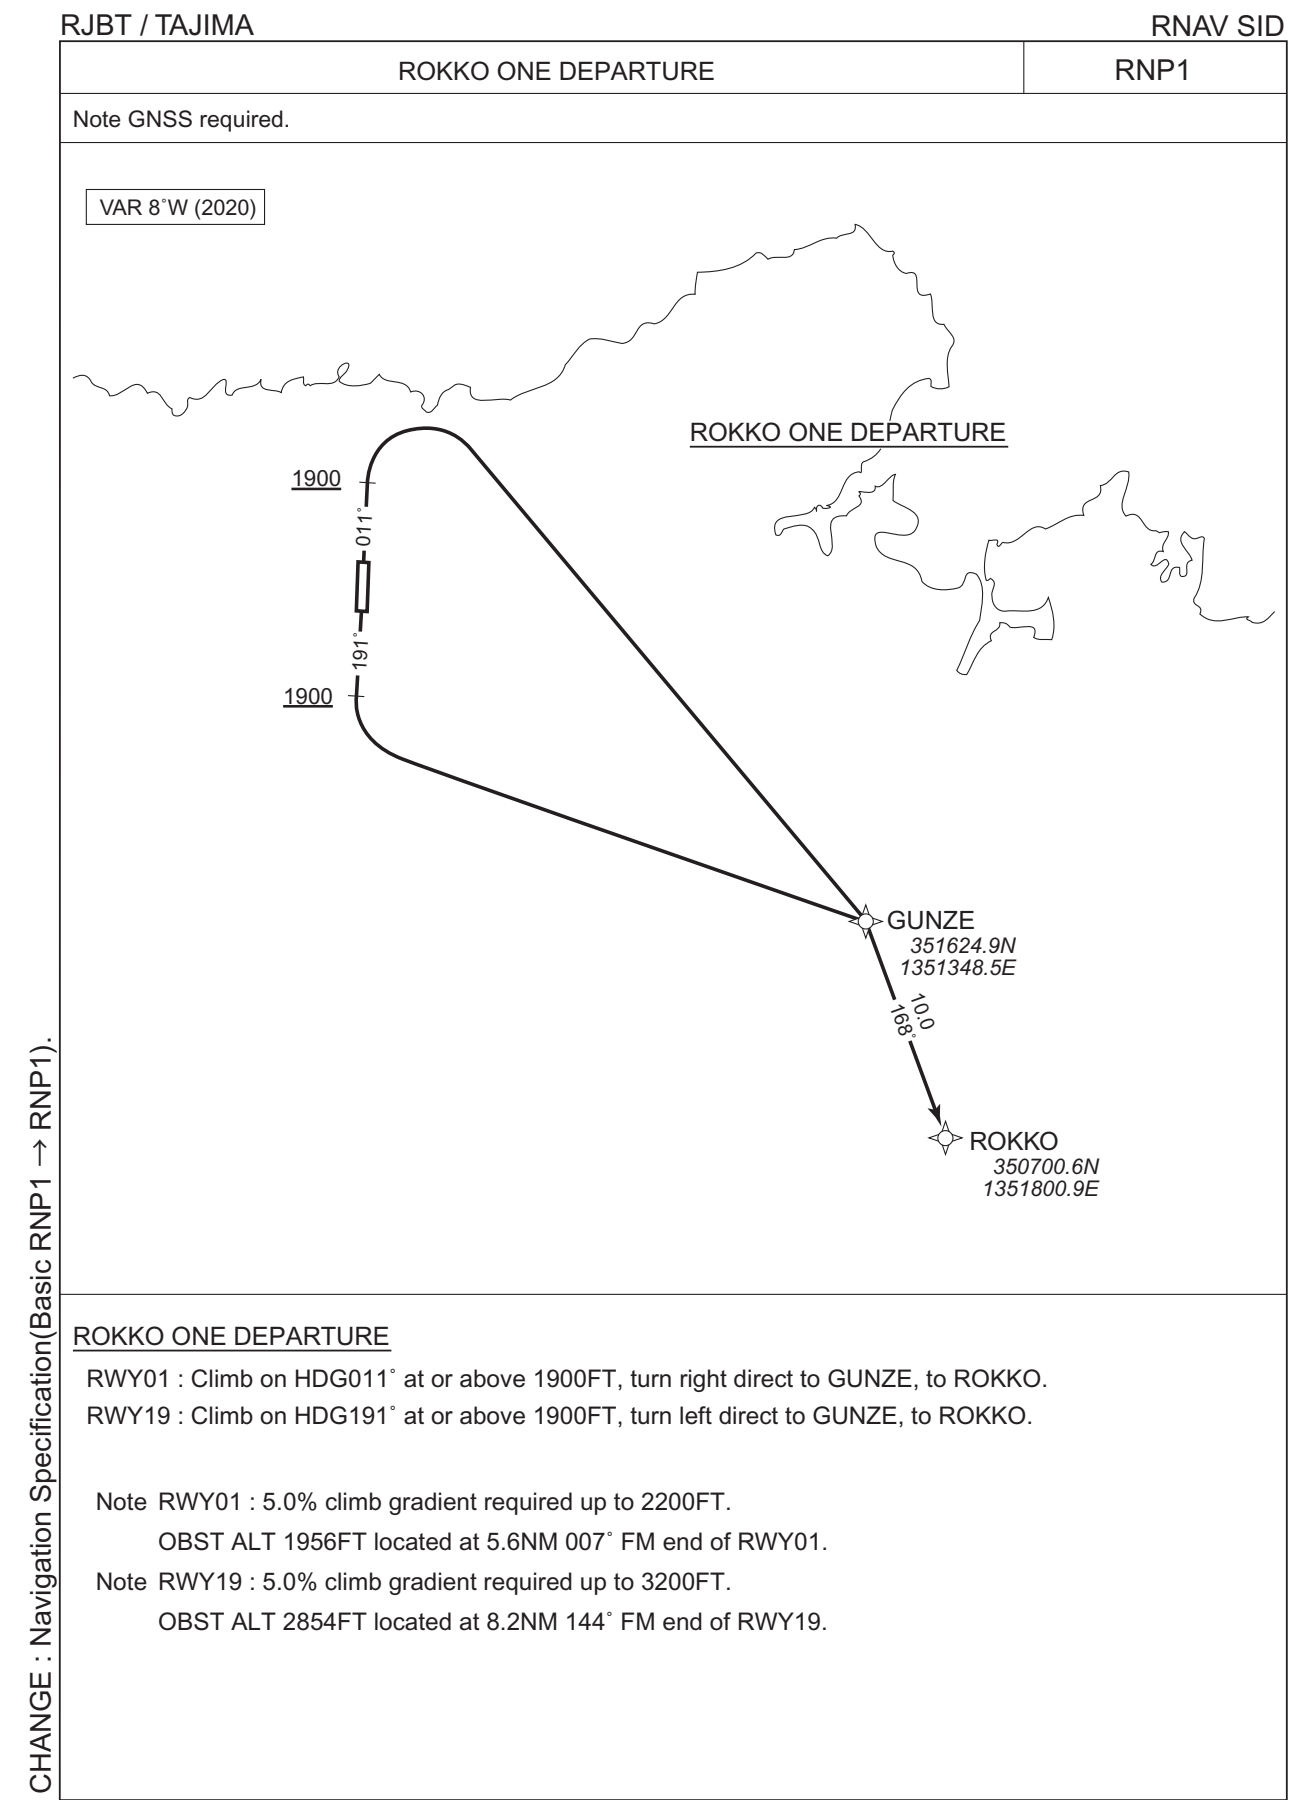 RJBT / TAJIMA
RNAV SID
ROKKO ONE DEPARTURE
RNP1
Note GNSS required.
VAR 8˚W (2020)
ROKKO ONE DEPARTURE
1900
011˚
191˚
1900
GUNZE
351624.9N
1351348.5E
10.0
168˚
ROKKO
350700.6N
1351800.9E
ROKKO ONE DEPARTURE
RWY01 : Climb on HDG011˚ at or above 1900FT, turn right direct to GUNZE, to ROKKO.
RWY19 : Climb on HDG191˚ at or above 1900FT, turn left direct to GUNZE, to ROKKO.
Note RWY01 : 5.0% climb gradient required up to 2200FT.
OBST ALT 1956FT located at 5.6NM 007˚ FM end of RWY01.
Note RWY19 : 5.0% climb gradient required up to 3200FT.
OBST ALT 2854FT located at 8.2NM 144˚ FM end of RWY19.
CHANGE : Navigation Specification(Basic RNP1 → RNP1).